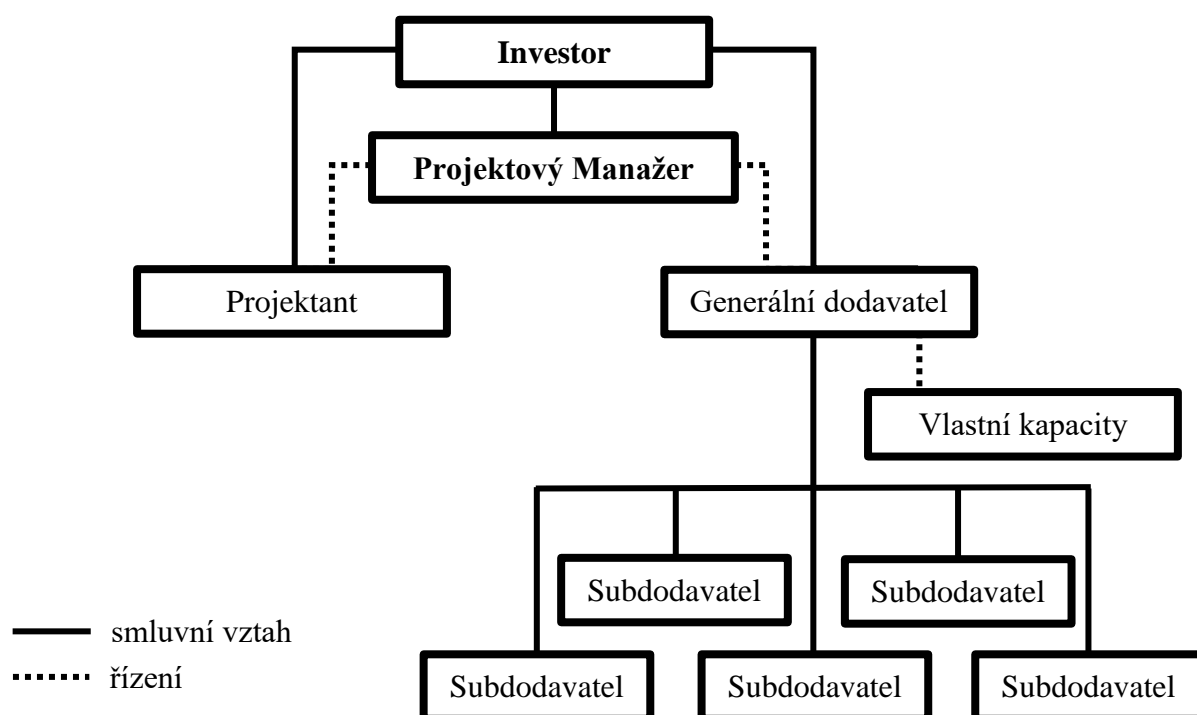 Investor
Projektový Manažer
Projektant
Generální dodavatel
Vlastní kapacity
Subdodavatel
Subdodavatel
smluvní vztah
řízení
Subdodavatel
Subdodavatel
Subdodavatel